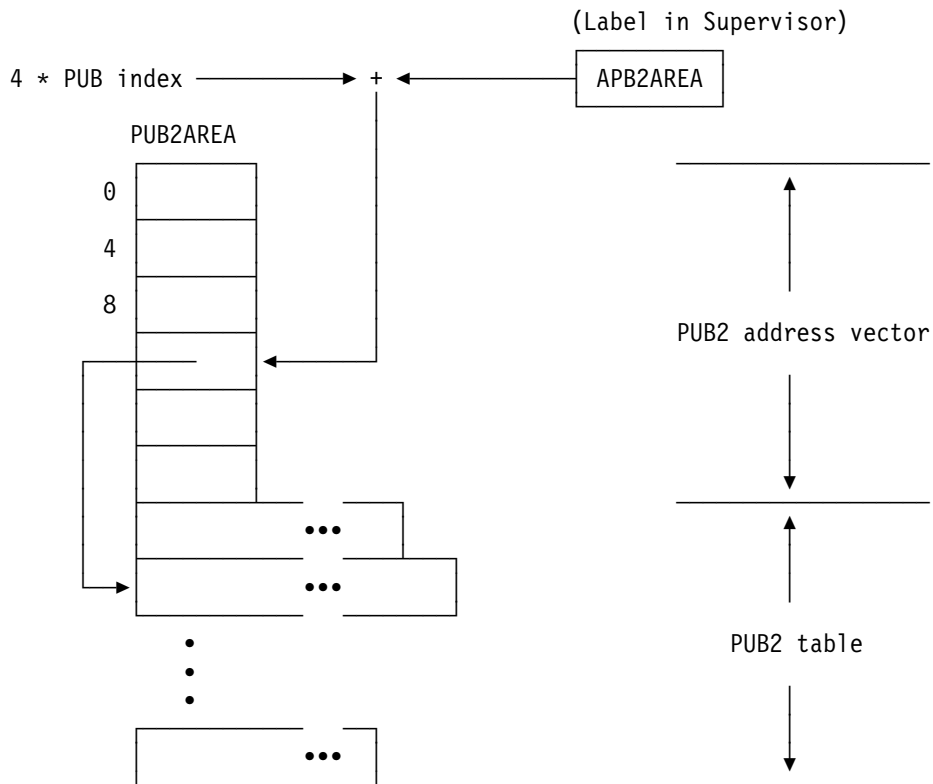 (Label in Supervisor)
4 * PUB index + APB2AREA
PUB2AREA
0
4
8
PUB2 address vector
•••
•••
PUB2 table
•
•
•
•••